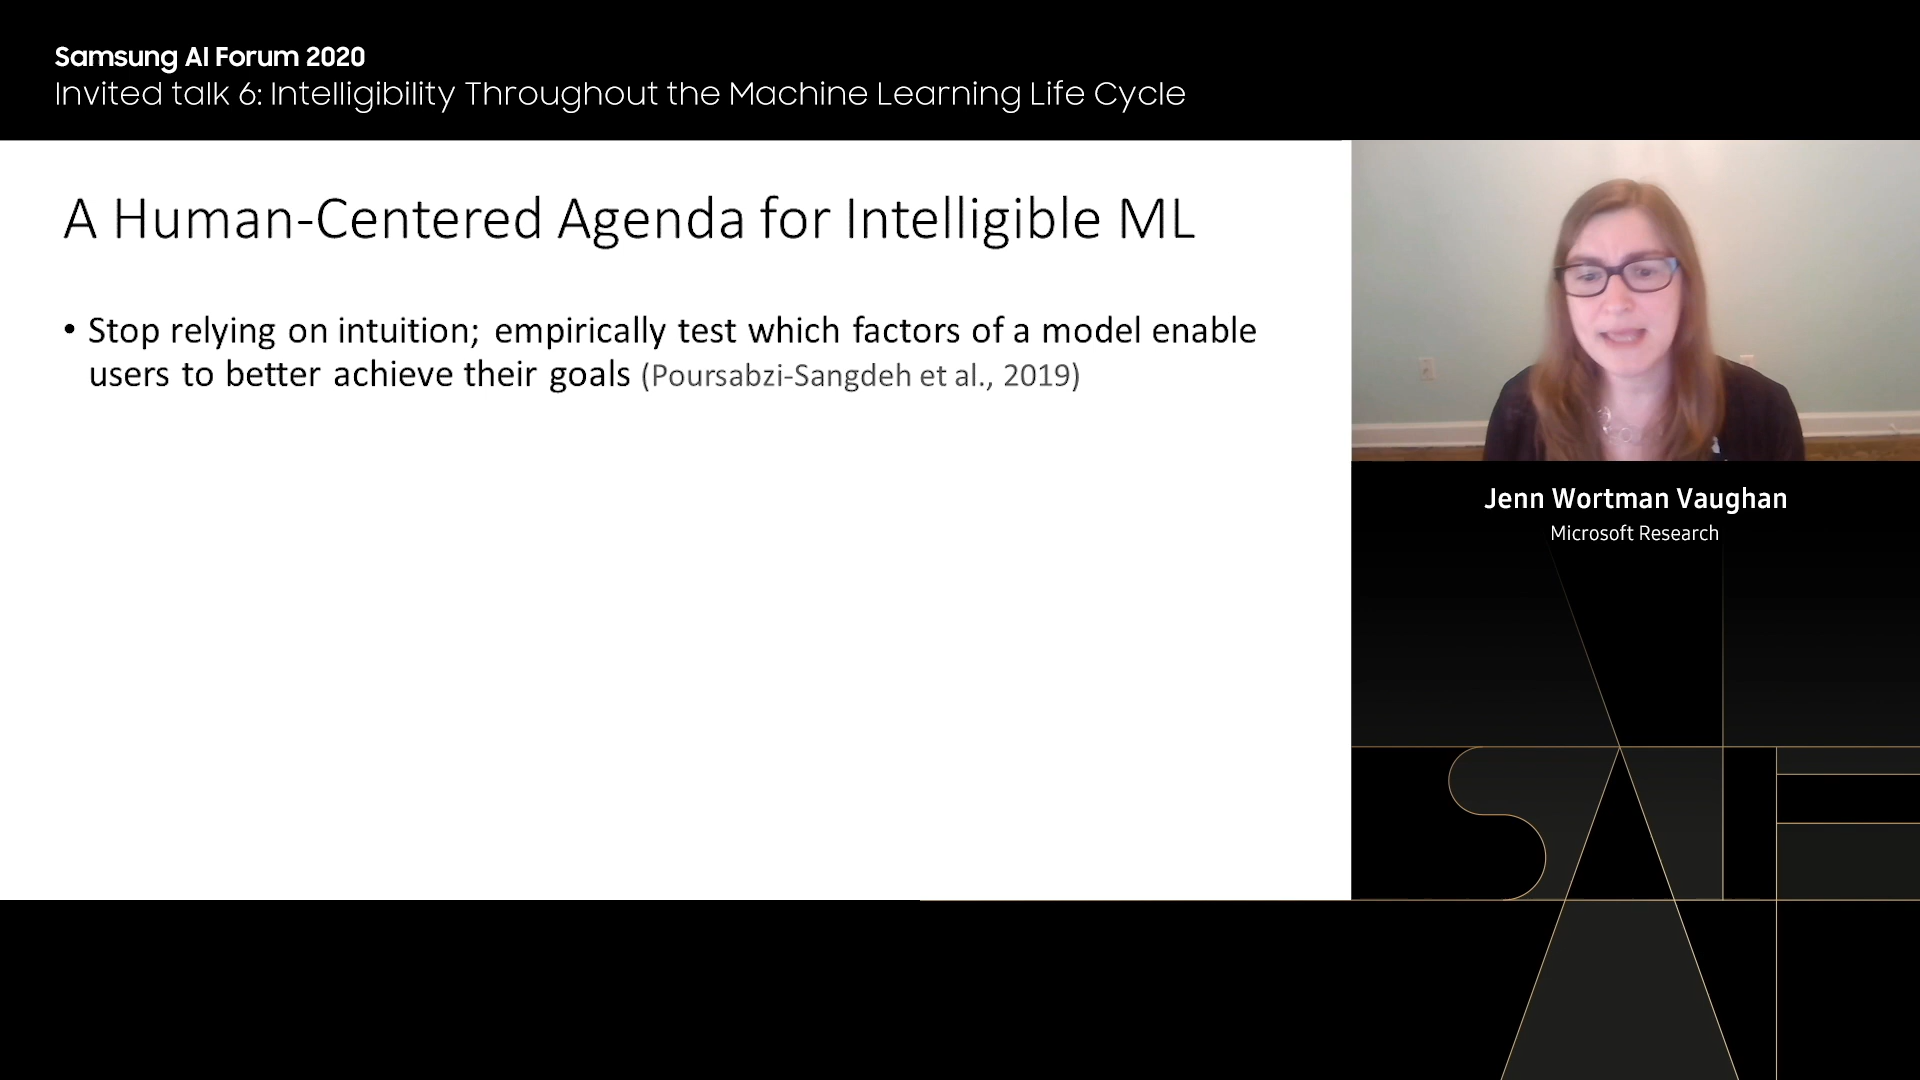 Samsung AI Forum 2020
Invited talk 6: Intelligibility Throughout the Machine Learning Life Cycle
A Human-Centered Agenda for Intelligible ML
• Stop relying on intuition; empirically test which factors of a model enable
users to better achieve their goals (Poursabzi-Sangdeh et al., 2019)
Jenn Wortman Vaughan
Microsoft Research